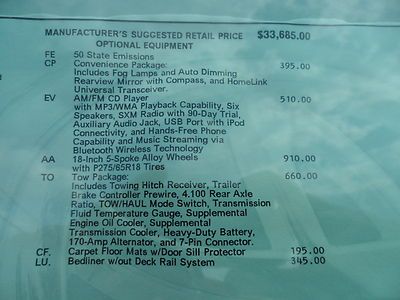 MANUFACTURER'S SUGGESTED RETAIL PRICE $33,685.00
OPTIONAL EQUIPMENT
FE 50 State Emissions
CP Convenience Package: 395.00
Includes Fog Lamps and Auto Dimming
Rearview Mirror with Compass, and HomeLink
Universal Transceiver.
EV AM/FM CD Player 510.00
with MP3/WMA Playback Capability, Six
Speakers, SXM Radio with 90-Day Trial,
Auxiliary Audio Jack, USB Port with iPod
Connectivity, and Hands-Free Phone
Capability and Music Streaming via
Bluetooth Wireless Technology
AA 18-Inch 5-Spoke Alloy Wheels 910.00
with P275/65R18 Tires
TO Tow Package: 660.00
Includes Towing Hitch Receiver, Trailer
Brake Controller Prewire, 4.100 Rear Axle
Ratio, TOW/HAUL Mode Switch, Transmission
Fluid Temperature Gauge, Supplemental
Engine Oil Cooler, Supplemental
Transmission Cooler, Heavy-Duty Battery,
170-Amp Alternator, and 7-Pin Connector.
CF. Carpet Floor Mats w/Door Sill Protector 195.00
LU. Bedliner w/out Deck Rail System 345.00